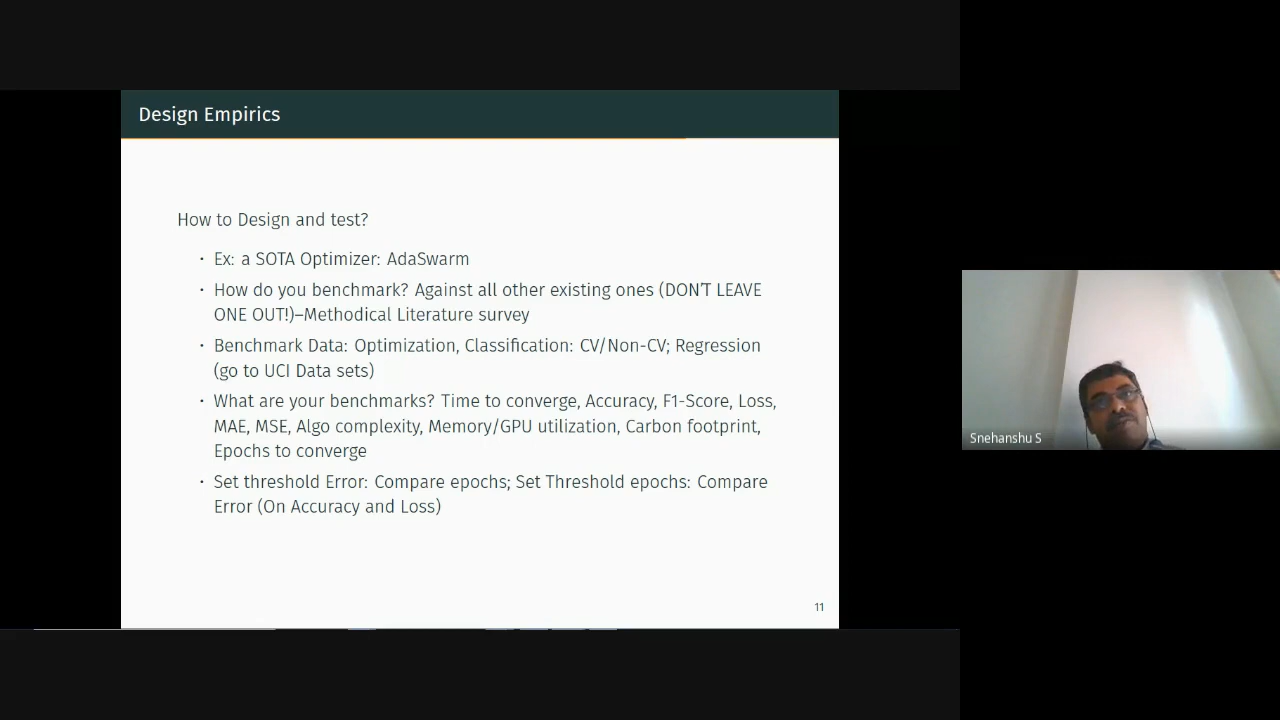 Design Empirics
How to Design and test?
· Ex: a SOTA Optimizer: AdaSwarm
· How do you benchmark? Against all other existing ones (DON'T LEAVE
ONE OUT!)–Methodical Literature survey
· Benchmark Data: Optimization, Classification: CV/Non-CV; Regression
(go to UCI Data sets)
· What are your benchmarks? Time to converge, Accuracy, F1-Score, Loss,
MAE, MSE, Algo complexity, Memory/GPU utilization, Carbon footprint,
Epochs to converge
· Set threshold Error: Compare epochs; Set Threshold epochs: Compare
Error (On Accuracy and Loss)
11
Snehanshu S